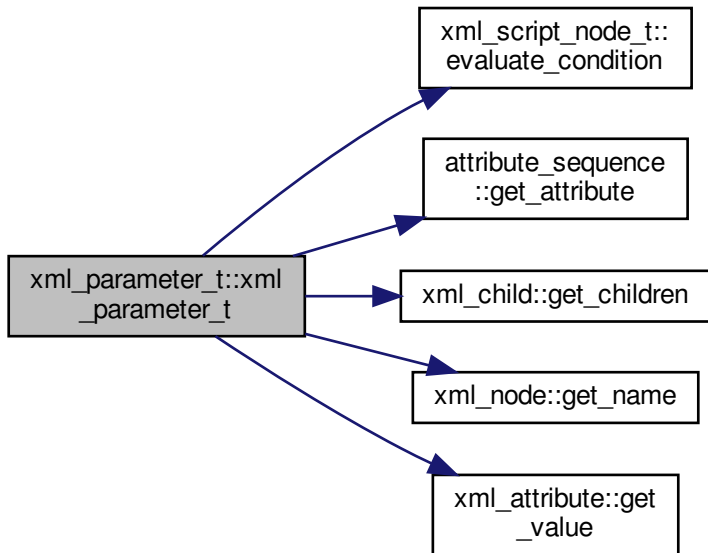 xml_script_node_t::
evaluate_condition
attribute_sequence
::get_attribute
xml_parameter_t::xml
_parameter_t
xml_child::get_children
xml_node::get_name
xml_attribute::get
_value